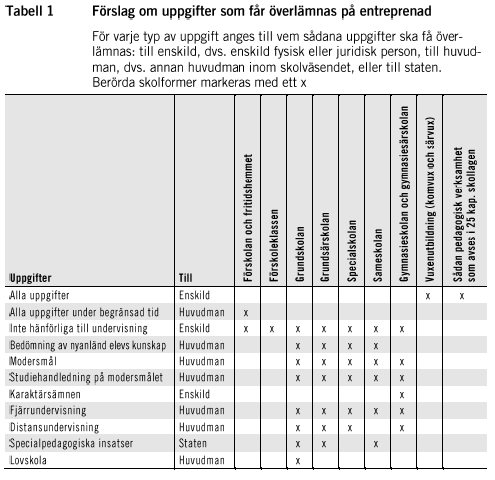 Tabell 1 Förslag om uppgifter som får överlämnas på entreprenad
För varje typ av uppgift anges till vem sådana uppgifter ska få över-
lämnas: till enskild, dvs. enskild fysisk eller juridisk person, till huvud-
man, dvs. annan huvudman inom skolväsendet, eller till staten.
Berörda skolformer markeras med ett x
Uppgifter Till Förskolan och fritidshemmet Förskoleklassen Grundskolan Grundsärskolan Specialskolan Sameskolan Gymnasieskolan och gymnasiesärskolan Vuxenutbildning (komvux och särvux) Sådan pedagogisk verksamhet som avses i 25 kap. skollagen
Alla uppgifter Enskild x x
Alla uppgifter under begränsad tid Huvudman x
Inte hänförliga till undervisning Enskild x x x x x x x
Bedömning av nyanländ elevs kunskap Huvudman x x x x
Modersmål Huvudman x x x x x
Studiehandledning på modersmålet Huvudman x x x x x
Karaktärsämnen Enskild x
Fjärrundervisning Huvudman x x x x x
Distansundervisning Huvudman x x x x
Specialpedagogiska insatser Staten x x x
Lovskola Huvudman x